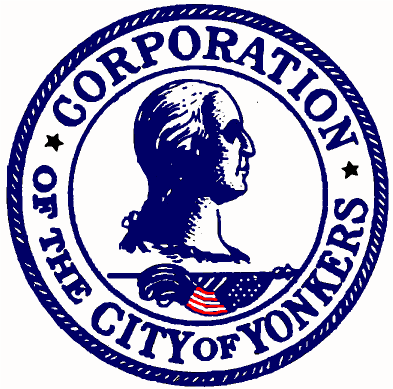 CORPORATION
OF THE CITY OF YONKERS